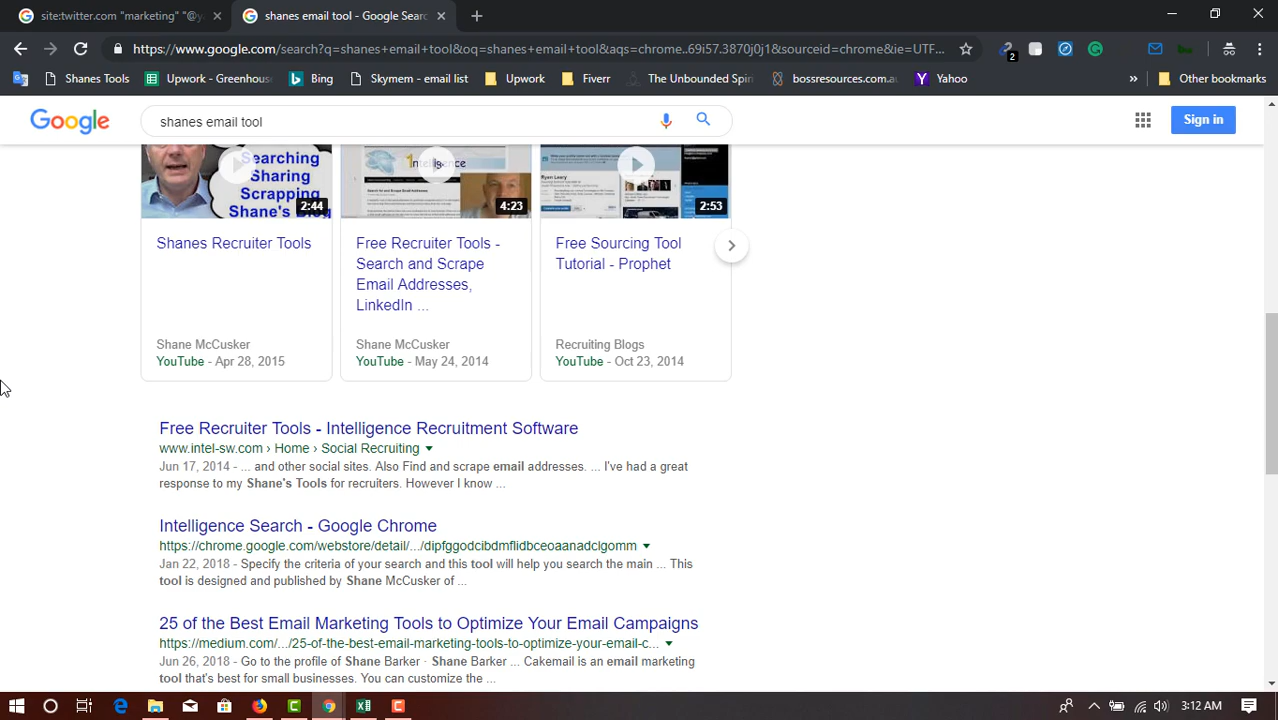 site:twitter.com "marketing" "@y
shanes email tool - Google Searc
https://www.google.com/search?q=shanes+email+tool&oq=shanes+email+tool&aqs=chrome..69i57.3870j0j1&sourceid=chrome&ie=UTF...
2
Shanes Tools
Upwork - Greenhous
Bing
Skymem - email list
Upwork
Fiverr
The Unbounded Spiri
bossresources.com.au
Yahoo
Other bookmarks
Google
shanes email tool
Sign in
Searching
Sharing
Scrapping
Shane's Blog
2:44
Intelligence
4:23
Ryan Leary
2:53
Shanes Recruiter Tools
Free Recruiter Tools -
Search and Scrape
Email Addresses,
LinkedIn ...
Free Sourcing Tool
Tutorial - Prophet
Shane McCusker
YouTube - Apr 28, 2015
Shane McCusker
YouTube - May 24, 2014
Recruiting Blogs
YouTube - Oct 23, 2014
Free Recruiter Tools - Intelligence Recruitment Software
www.intel-sw.com › Home › Social Recruiting
Jun 17, 2014 - ... and other social sites. Also Find and scrape email addresses. ... I've had a great
response to my Shane's Tools for recruiters. However I know ...
Intelligence Search - Google Chrome
https://chrome.google.com/webstore/detail/.../dipfggodcibdmflidbceoaanadclgomm
Jan 22, 2018 - Specify the criteria of your search and this tool will help you search the main ... This
tool is designed and published by Shane McCusker of ...
25 of the Best Email Marketing Tools to Optimize Your Email Campaigns
https://medium.com/.../25-of-the-best-email-marketing-tools-to-optimize-your-email-c...
Jun 26, 2018 - Go to the profile of Shane Barker · Shane Barker ... Cakemail is an email marketing
tool that's best for small businesses. You can customize the ...
3:12 AM